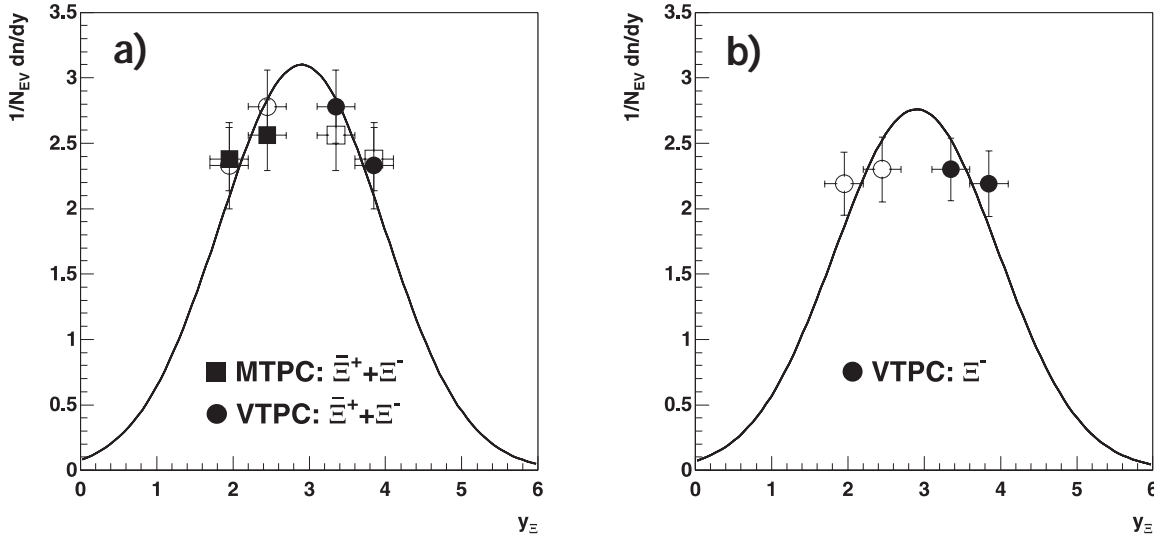 a)
1/N_EV dn/dy
3.5
3
2.5
2
1.5
1
0.5
0
MTPC: Ξ̄⁺+Ξ⁻
VTPC: Ξ̄⁺+Ξ⁻
0 1 2 3 4 5 6
y_Ξ
b)
1/N_EV dn/dy
3.5
3
2.5
2
1.5
1
0.5
0
VTPC: Ξ⁻
0 1 2 3 4 5 6
y_Ξ